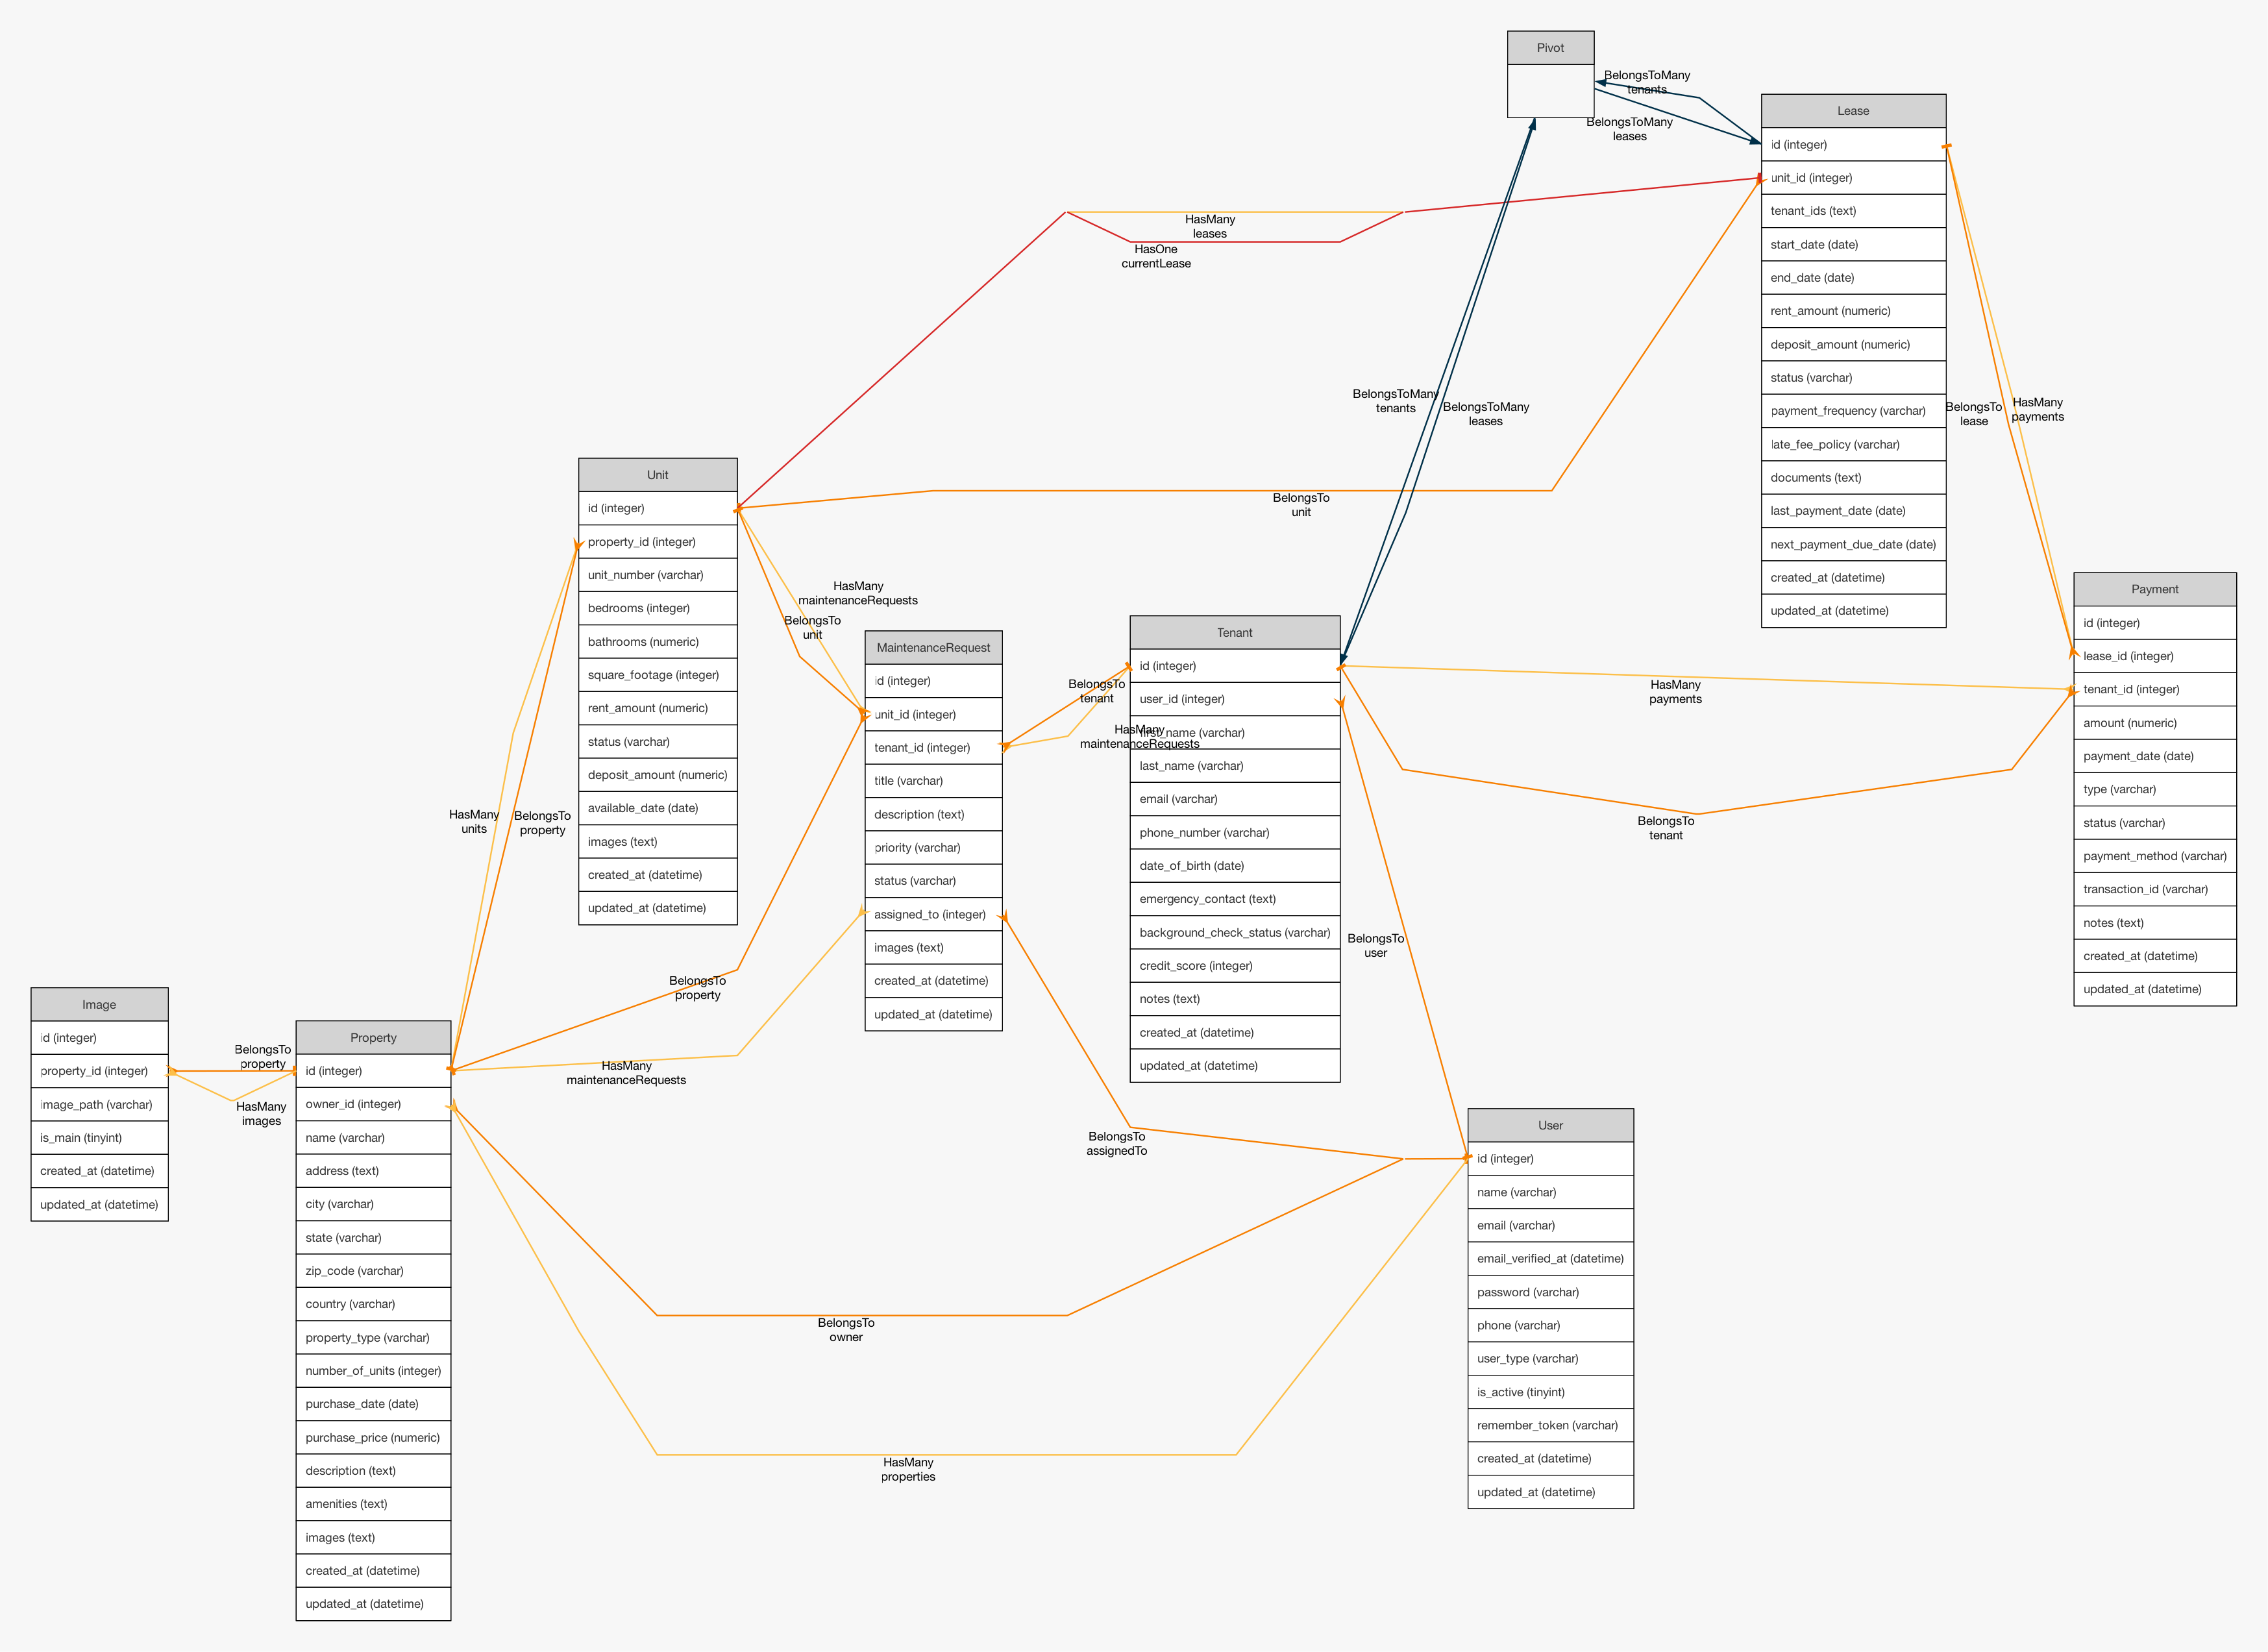 Pivot
BelongsToMany
tenants
BelongsToMany
leases
Lease
id (integer)
unit_id (integer)
tenant_ids (text)
start_date (date)
end_date (date)
rent_amount (numeric)
deposit_amount (numeric)
status (varchar)
payment_frequency (varchar)
late_fee_policy (varchar)
documents (text)
last_payment_date (date)
next_payment_due_date (date)
created_at (datetime)
updated_at (datetime)
HasMany
leases
HasOne
currentLease
BelongsToMany
tenants
BelongsToMany
leases
BelongsTo
lease
HasMany
payments
Unit
id (integer)
property_id (integer)
unit_number (varchar)
bedrooms (integer)
bathrooms (numeric)
square_footage (integer)
rent_amount (numeric)
status (varchar)
deposit_amount (numeric)
available_date (date)
images (text)
created_at (datetime)
updated_at (datetime)
BelongsTo
unit
HasMany
maintenanceRequests
BelongsTo
unit
MaintenanceRequest
id (integer)
unit_id (integer)
tenant_id (integer)
title (varchar)
description (text)
priority (varchar)
status (varchar)
assigned_to (integer)
images (text)
created_at (datetime)
updated_at (datetime)
BelongsTo
tenant
HasMany
maintenanceRequests
Tenant
id (integer)
user_id (integer)
first_name (varchar)
last_name (varchar)
email (varchar)
phone_number (varchar)
date_of_birth (date)
emergency_contact (text)
background_check_status (varchar)
credit_score (integer)
notes (text)
created_at (datetime)
updated_at (datetime)
HasMany
payments
BelongsTo
tenant
Payment
id (integer)
lease_id (integer)
tenant_id (integer)
amount (numeric)
payment_date (date)
type (varchar)
status (varchar)
payment_method (varchar)
transaction_id (varchar)
notes (text)
created_at (datetime)
updated_at (datetime)
HasMany
units
BelongsTo
property
BelongsTo
user
BelongsTo
property
Image
id (integer)
property_id (integer)
image_path (varchar)
is_main (tinyint)
created_at (datetime)
updated_at (datetime)
BelongsTo
property
HasMany
images
Property
id (integer)
owner_id (integer)
name (varchar)
address (text)
city (varchar)
state (varchar)
zip_code (varchar)
country (varchar)
property_type (varchar)
number_of_units (integer)
purchase_date (date)
purchase_price (numeric)
description (text)
amenities (text)
images (text)
created_at (datetime)
updated_at (datetime)
HasMany
maintenanceRequests
BelongsTo
assignedTo
BelongsTo
owner
HasMany
properties
User
id (integer)
name (varchar)
email (varchar)
email_verified_at (datetime)
password (varchar)
phone (varchar)
user_type (varchar)
is_active (tinyint)
remember_token (varchar)
created_at (datetime)
updated_at (datetime)